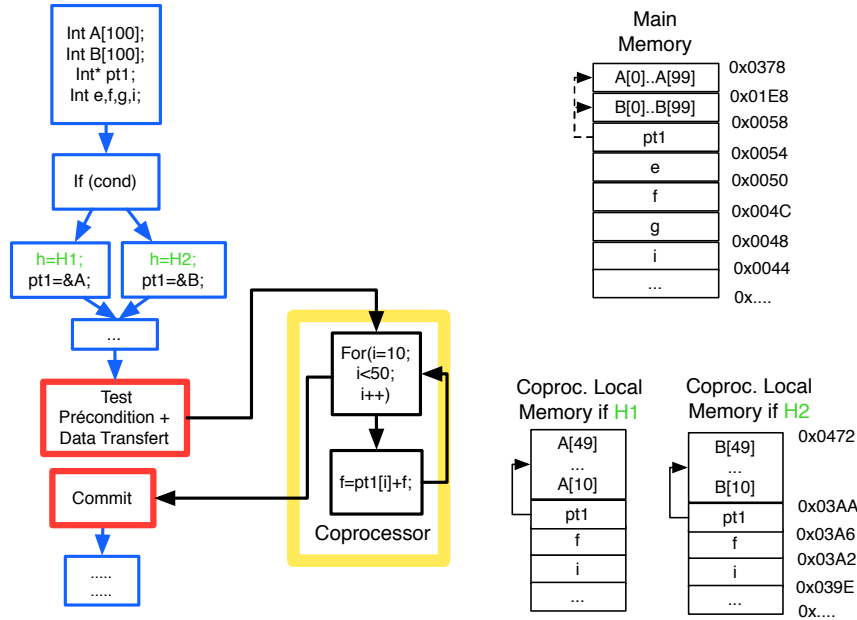 Int A[100];
Int B[100];
Int* pt1;
Int e,f,g,i;
If (cond)
h=H1;
pt1=&A;
h=H2;
pt1=&B;
...
Test
Précondition +
Data Transfert
Commit
.....
.....
For(i=10;
i<50;
i++)
f=pt1[i]+f;
Coprocessor
Main
Memory
A[0]..A[99]
B[0]..B[99]
pt1
e
f
g
i
...
0x0378
0x01E8
0x0058
0x0054
0x0050
0x004C
0x0048
0x0044
0x....
Coproc. Local
Memory if H1
A[49]
...
A[10]
pt1
f
i
...
Coproc. Local
Memory if H2
B[49]
...
B[10]
pt1
f
i
...
0x0472
0x03AA
0x03A6
0x03A2
0x039E
0x....